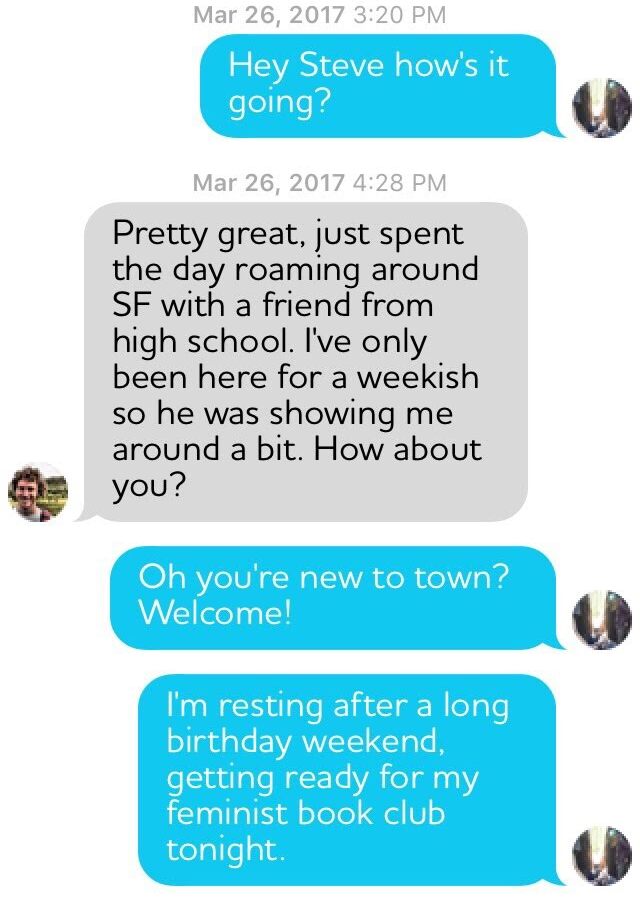 Mar 26, 2017 3:20 PM
Hey Steve how's it
going?
Mar 26, 2017 4:28 PM
Pretty great, just spent
the day roaming around
SF with a friend from
high school. I've only
been here for a weekish
so he was showing me
around a bit. How about
you?
Oh you're new to town?
Welcome!
I'm resting after a long
birthday weekend,
getting ready for my
feminist book club
tonight.